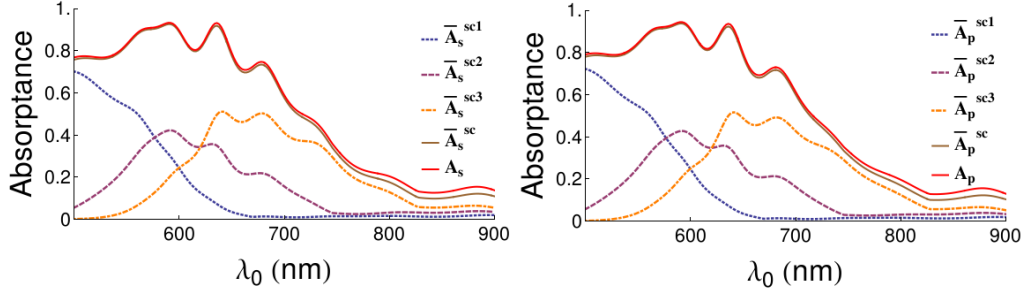 Absorptance
1.
0.8
0.6
0.4
0.2
0
600
700
800
900
λ₀ (nm)
A̅ₛ ˢᶜ¹
A̅ₛ ˢᶜ²
A̅ₛ ˢᶜ³
A̅ₛ ˢᶜ
Aₛ
Absorptance
1.
0.8
0.6
0.4
0.2
0
600
700
800
900
λ₀ (nm)
A̅ₚ ˢᶜ¹
A̅ₚ ˢᶜ²
A̅ₚ ˢᶜ³
A̅ₚ ˢᶜ
Aₚ